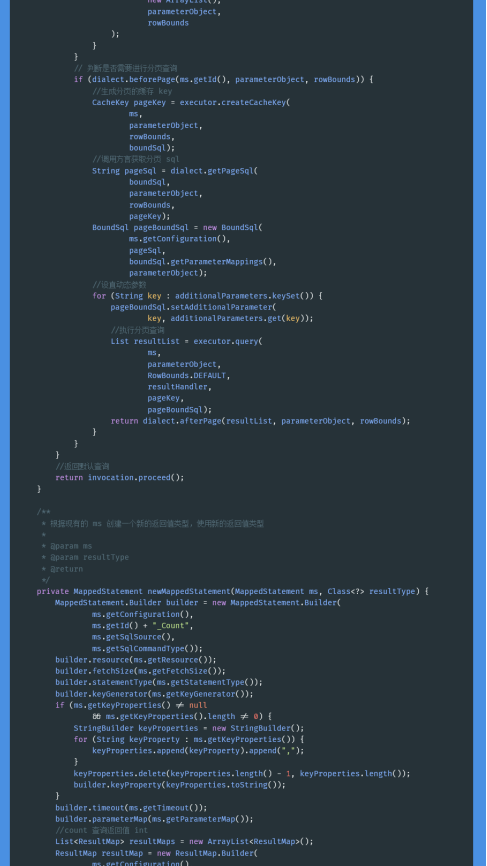 new ArrayList(),
parameterObject,
rowBounds
);
}
}
// 判断是否需要进行分页查询
if (dialect.beforePage(ms.getId(), parameterObject, rowBounds)) {
//生成分页的缓存 key
CacheKey pageKey = executor.createCacheKey(
ms,
parameterObject,
rowBounds,
boundSql);
//调用方言获取分页 sql
String pageSql = dialect.getPageSql(
boundSql,
parameterObject,
rowBounds,
pageKey);
BoundSql pageBoundSql = new BoundSql(
ms.getConfiguration(),
pageSql,
boundSql.getParameterMappings(),
parameterObject);
//设置动态参数
for (String key : additionalParameters.keySet()) {
pageBoundSql.setAdditionalParameter(
key, additionalParameters.get(key));
//执行分页查询
List resultList = executor.query(
ms,
parameterObject,
RowBounds.DEFAULT,
resultHandler,
pageKey,
pageBoundSql);
return dialect.afterPage(resultList, parameterObject, rowBounds);
}
}
}
//返回默认查询
return invocation.proceed();
}
/**
* 根据现有的 ms 创建一个新的返回值类型，使用新的返回值类型
*
* @param ms
* @param resultType
* @return
*/
private MappedStatement newMappedStatement(MappedStatement ms, Class<?> resultType) {
MappedStatement.Builder builder = new MappedStatement.Builder(
ms.getConfiguration(),
ms.getId() + "_Count",
ms.getSqlSource(),
ms.getSqlCommandType());
builder.resource(ms.getResource());
builder.fetchSize(ms.getFetchSize());
builder.statementType(ms.getStatementType());
builder.keyGenerator(ms.getKeyGenerator());
if (ms.getKeyProperties() != null
&& ms.getKeyProperties().length != 0) {
StringBuilder keyProperties = new StringBuilder();
for (String keyProperty : ms.getKeyProperties()) {
keyProperties.append(keyProperty).append(",");
}
keyProperties.delete(keyProperties.length() - 1, keyProperties.length());
builder.keyProperty(keyProperties.toString());
}
builder.timeout(ms.getTimeout());
builder.parameterMap(ms.getParameterMap());
//count 查询返回值 int
List<ResultMap> resultMaps = new ArrayList<ResultMap>();
ResultMap resultMap = new ResultMap.Builder(
ms.getConfiguration(),